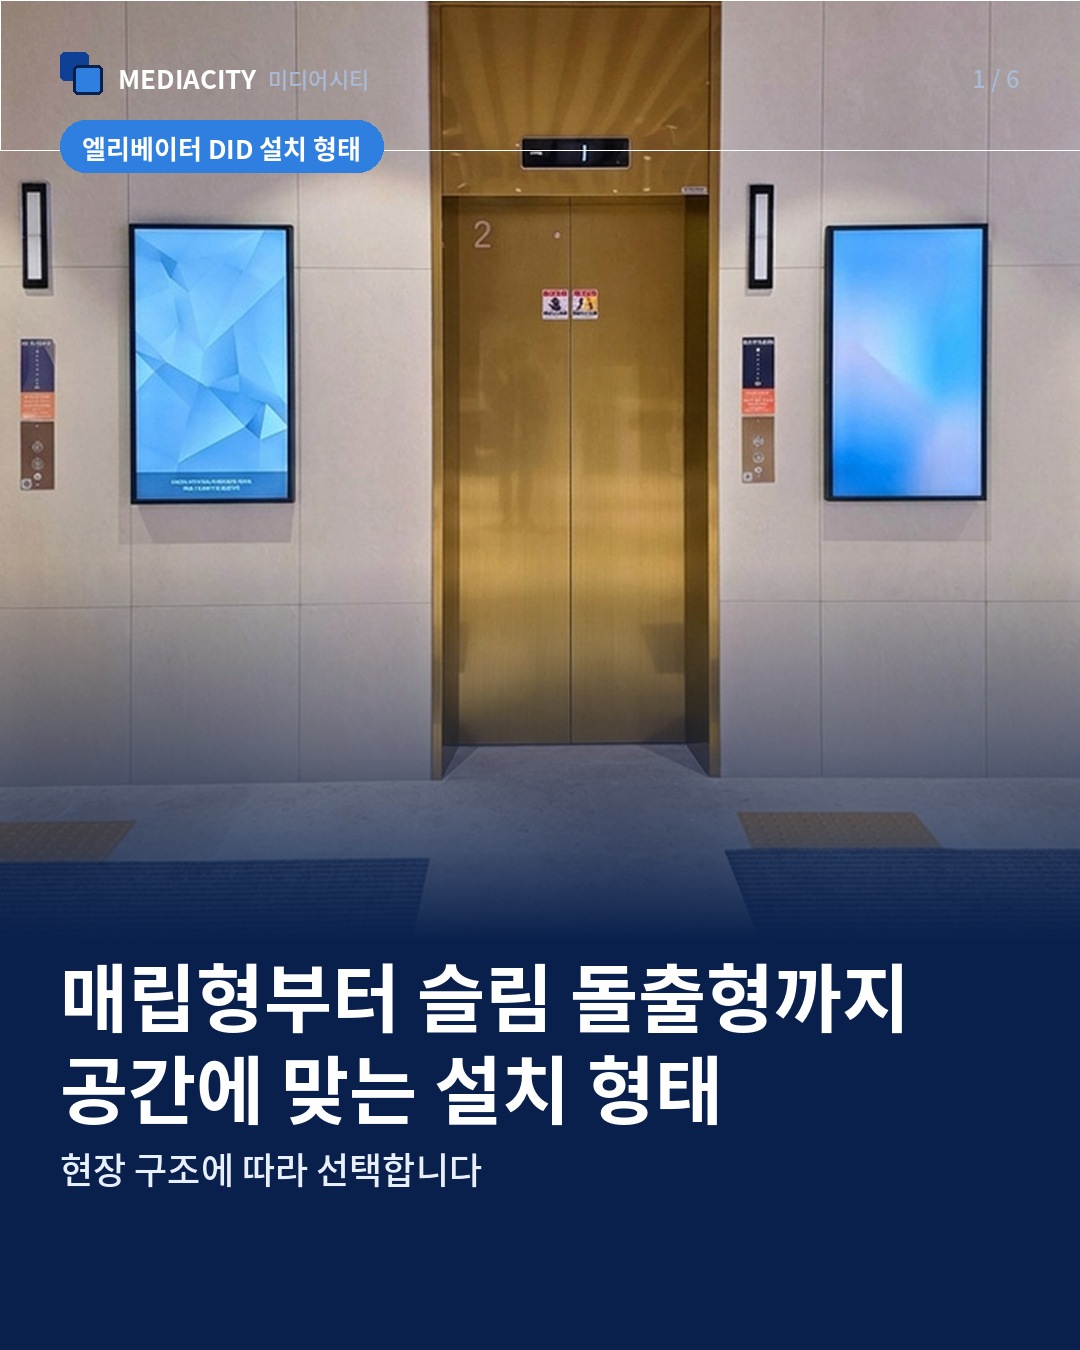 MEDIACITY 미디어시티
1 / 6
엘리베이터 DID 설치 형태
2
매립형부터 슬림 돌출형까지
공간에 맞는 설치 형태
현장 구조에 따라 선택합니다